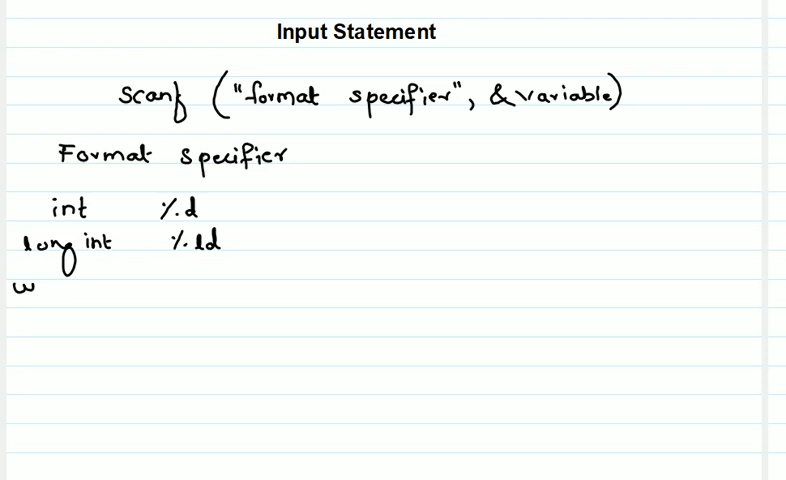 Input Statement
scanf ("format specifier", & variable)
Format specifier
int %d
long int %ld